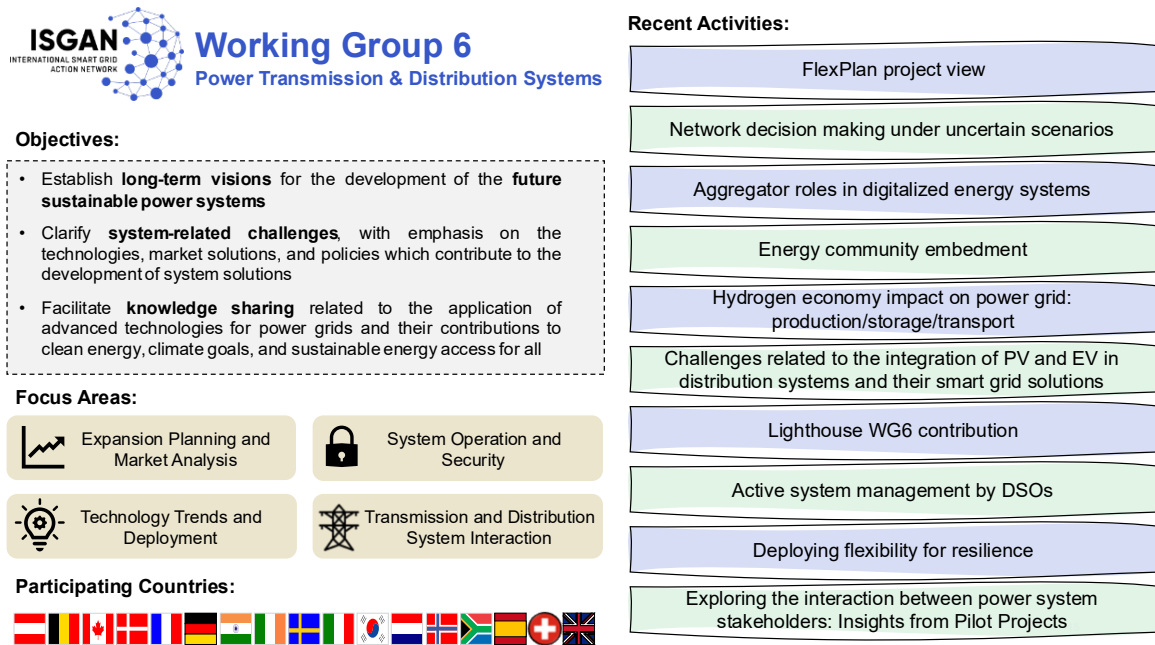 ISGAN
INTERNATIONAL SMART GRID
ACTION NETWORK
Working Group 6
Power Transmission & Distribution Systems
Objectives:
• Establish long-term visions for the development of the future
sustainable power systems
• Clarify system-related challenges, with emphasis on the
technologies, market solutions, and policies which contribute to the
development of system solutions
• Facilitate knowledge sharing related to the application of
advanced technologies for power grids and their contributions to
clean energy, climate goals, and sustainable energy access for all
Focus Areas:
Expansion Planning and
Market Analysis
System Operation and
Security
Technology Trends and
Deployment
Transmission and Distribution
System Interaction
Participating Countries:
Recent Activities:
FlexPlan project view
Network decision making under uncertain scenarios
Aggregator roles in digitalized energy systems
Energy community embedment
Hydrogen economy impact on power grid:
production/storage/transport
Challenges related to the integration of PV and EV in
distribution systems and their smart grid solutions
Lighthouse WG6 contribution
Active system management by DSOs
Deploying flexibility for resilience
Exploring the interaction between power system
stakeholders: Insights from Pilot Projects